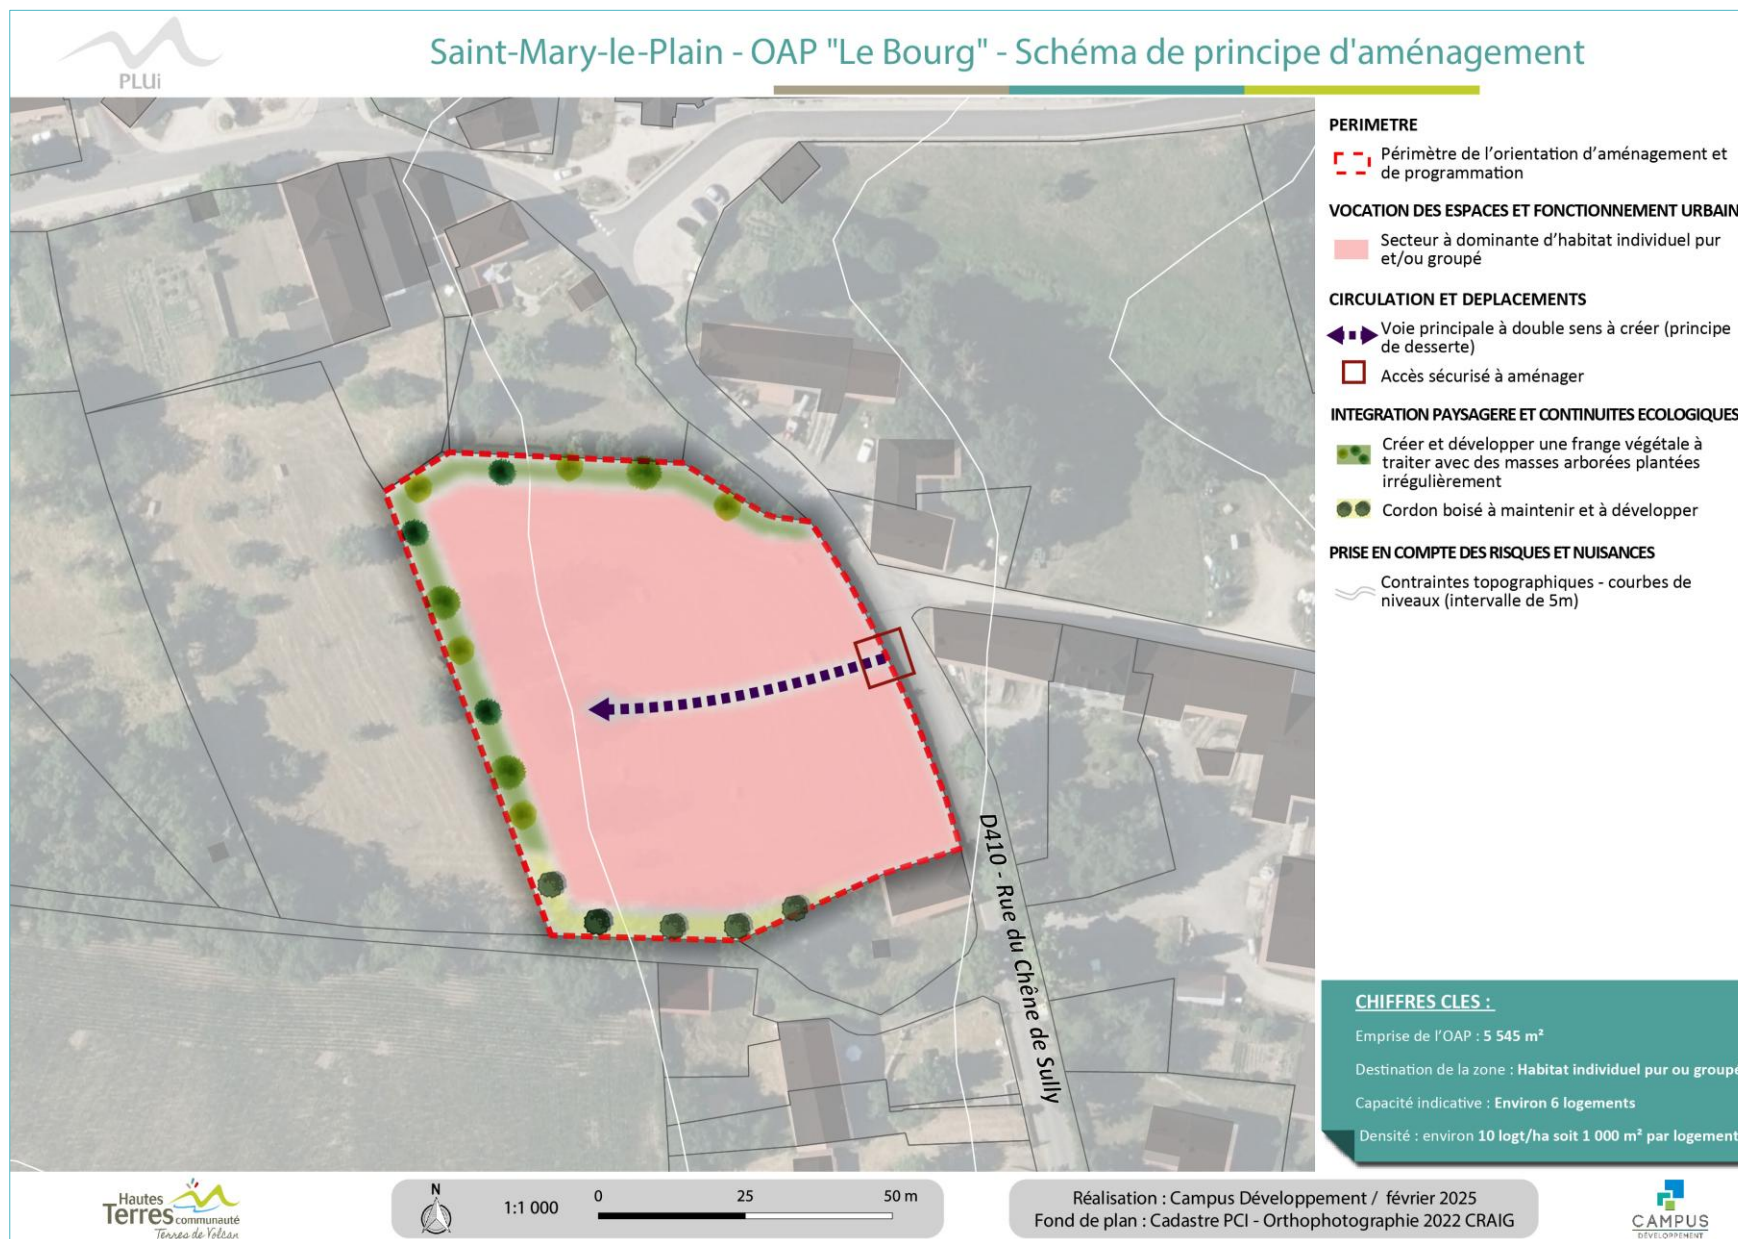 PLUi
Saint-Mary-le-Plain - OAP "Le Bourg" - Schéma de principe d'aménagement
PERIMETRE
Périmètre de l'orientation d'aménagement et
de programmation
VOCATION DES ESPACES ET FONCTIONNEMENT URBAIN
Secteur à dominante d'habitat individuel pur
et/ou groupé
CIRCULATION ET DEPLACEMENTS
Voie principale à double sens à créer (principe
de desserte)
Accès sécurisé à aménager
INTEGRATION PAYSAGERE ET CONTINUITES ECOLOGIQUES
Créer et développer une frange végétale à
traiter avec des masses arborées plantées
irrégulièrement
Cordon boisé à maintenir et à développer
PRISE EN COMPTE DES RISQUES ET NUISANCES
Contraintes topographiques - courbes de
niveaux (intervalle de 5m)
D410 - Rue du Chêne de Sully
CHIFFRES CLES :
Emprise de l'OAP : 5 545 m²
Destination de la zone : Habitat individuel pur ou groupé
Capacité indicative : Environ 6 logements
Densité : environ 10 logt/ha soit 1 000 m² par logement
Hautes
Terres communauté
Terres de Volcan
N
1:1 000
0 25 50 m
Réalisation : Campus Développement / février 2025
Fond de plan : Cadastre PCI - Orthophotographie 2022 CRAIG
CAMPUS
DÉVELOPPEMENT